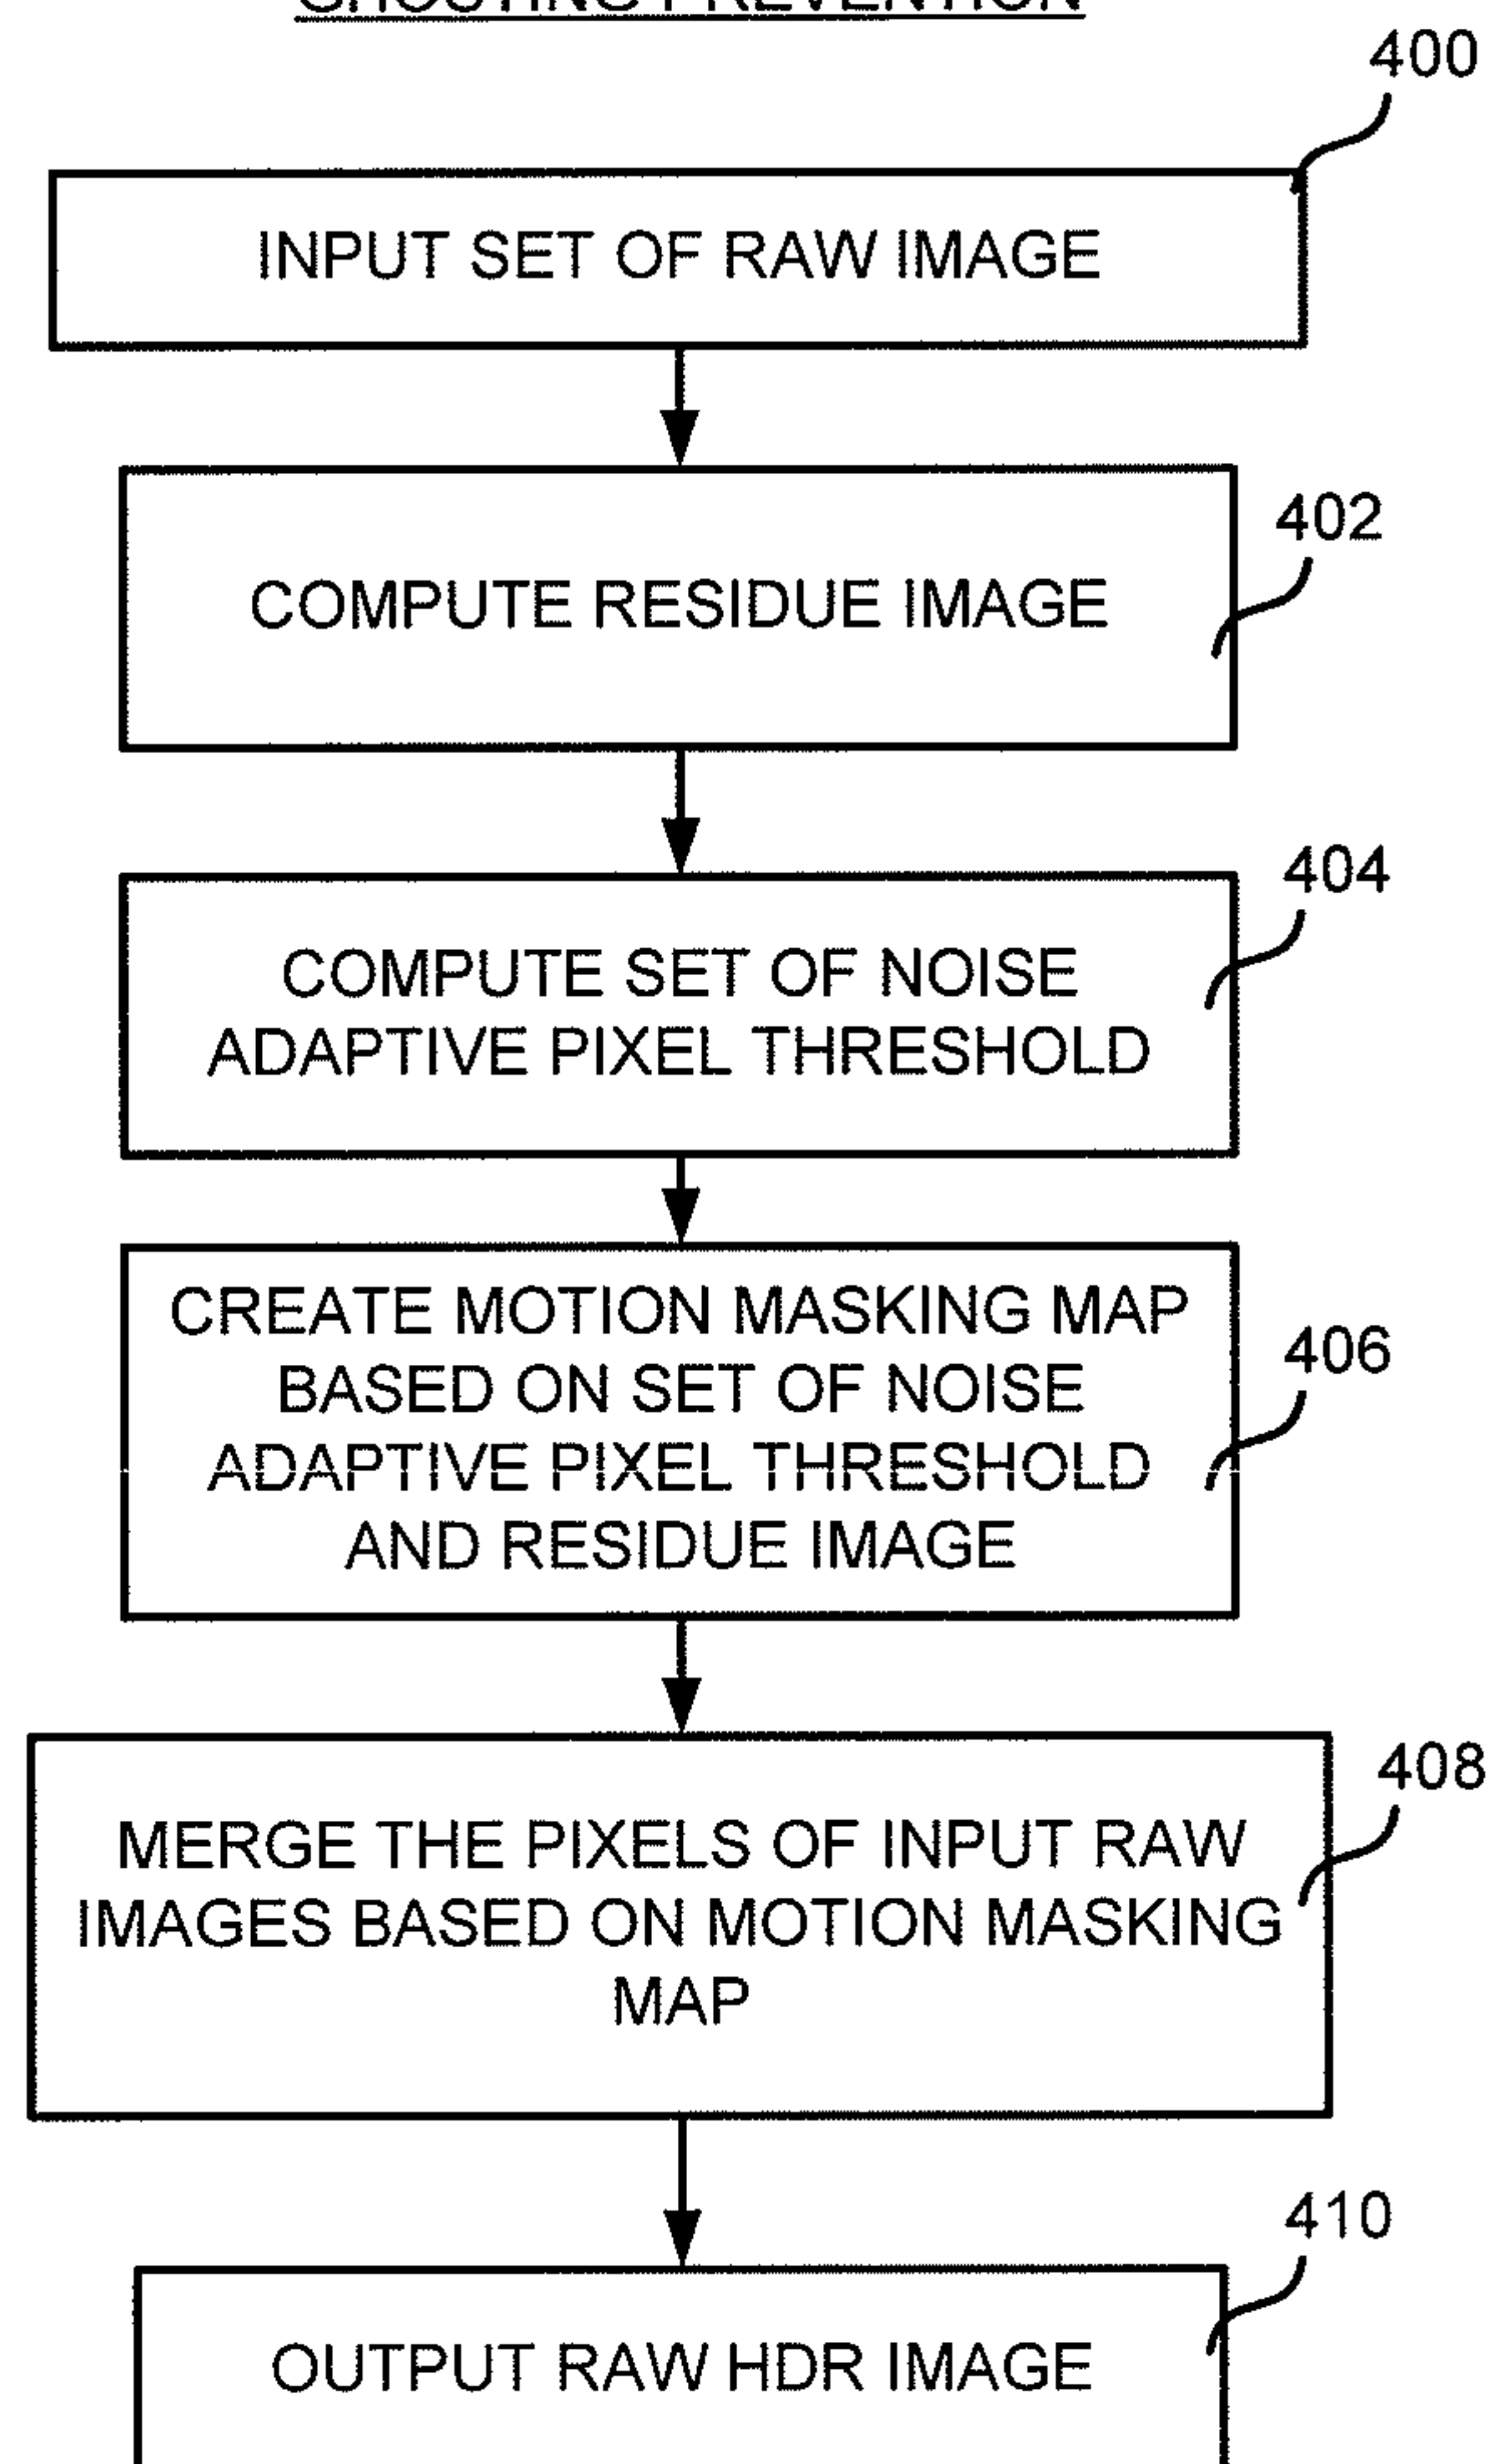 GHOSTING PREVENTION
400
INPUT SET OF RAW IMAGE
402
COMPUTE RESIDUE IMAGE
404
COMPUTE SET OF NOISE
ADAPTIVE PIXEL THRESHOLD
CREATE MOTION MASKING MAP
406
BASED ON SET OF NOISE
ADAPTIVE PIXEL THRESHOLD
AND RESIDUE IMAGE
408
MERGE THE PIXELS OF INPUT RAW
IMAGES BASED ON MOTION MASKING
MAP
410
OUTPUT RAW HDR IMAGE